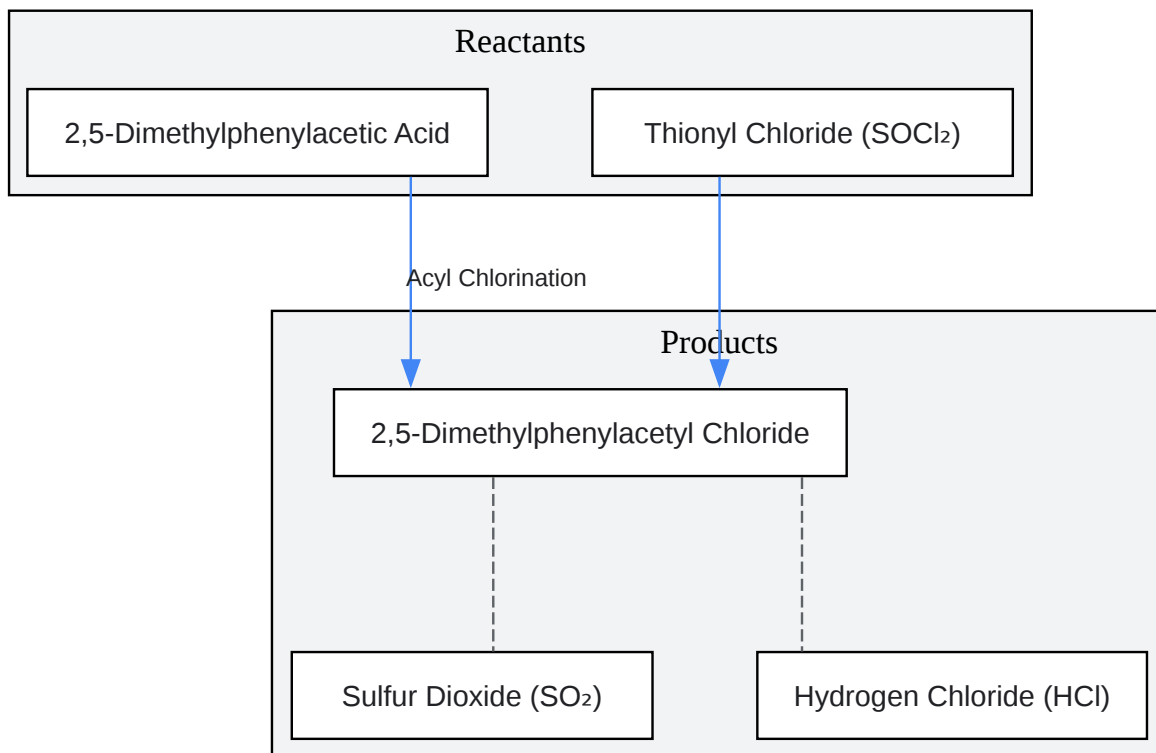 Reactants
2,5-Dimethylphenylacetic Acid
Thionyl Chloride (SOCl₂)
Acyl Chlorination
Products
2,5-Dimethylphenylacetyl Chloride
Sulfur Dioxide (SO₂)
Hydrogen Chloride (HCl)